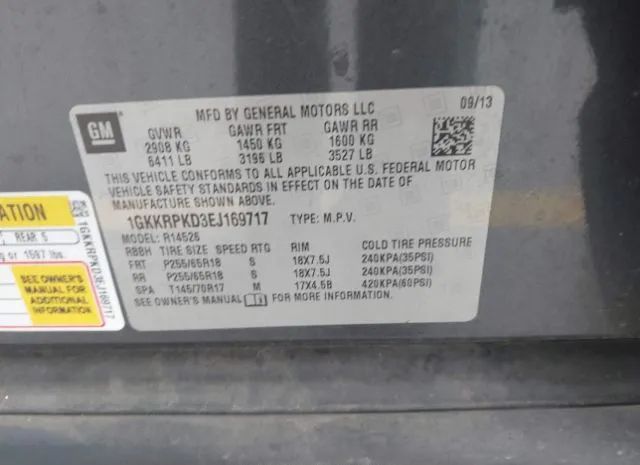 GM
MFD BY GENERAL MOTORS LLC 09/13
GVWR GAWR FRT GAWR RR
2908 KG 1450 KG 1600 KG
6411 LB 3196 LB 3527 LB
THIS VEHICLE CONFORMS TO ALL APPLICABLE U.S. FEDERAL MOTOR
VEHICLE SAFETY STANDARDS IN EFFECT ON THE DATE OF
MANUFACTURE SHOWN ABOVE.
1GKKRPKD3EJ169717 TYPE: M.P.V.
MODEL: R14526
RBBH TIRE SIZE SPEED RTG RIM COLD TIRE PRESSURE
FRT P255/65R18 S 18X7.5J 240KPA(35PSI)
RR P255/65R18 S 18X7.5J 240KPA(35PSI)
SPA T145/70R17 M 17X4.5B 420KPA(60PSI)
SEE OWNER'S MANUAL FOR MORE INFORMATION.
ATION
REAR 5
or 1597 lbs.
SEE OWNER'S
MANUAL FOR
ADDITIONAL
INFORMATION
1GKKRPKD3EJ169717